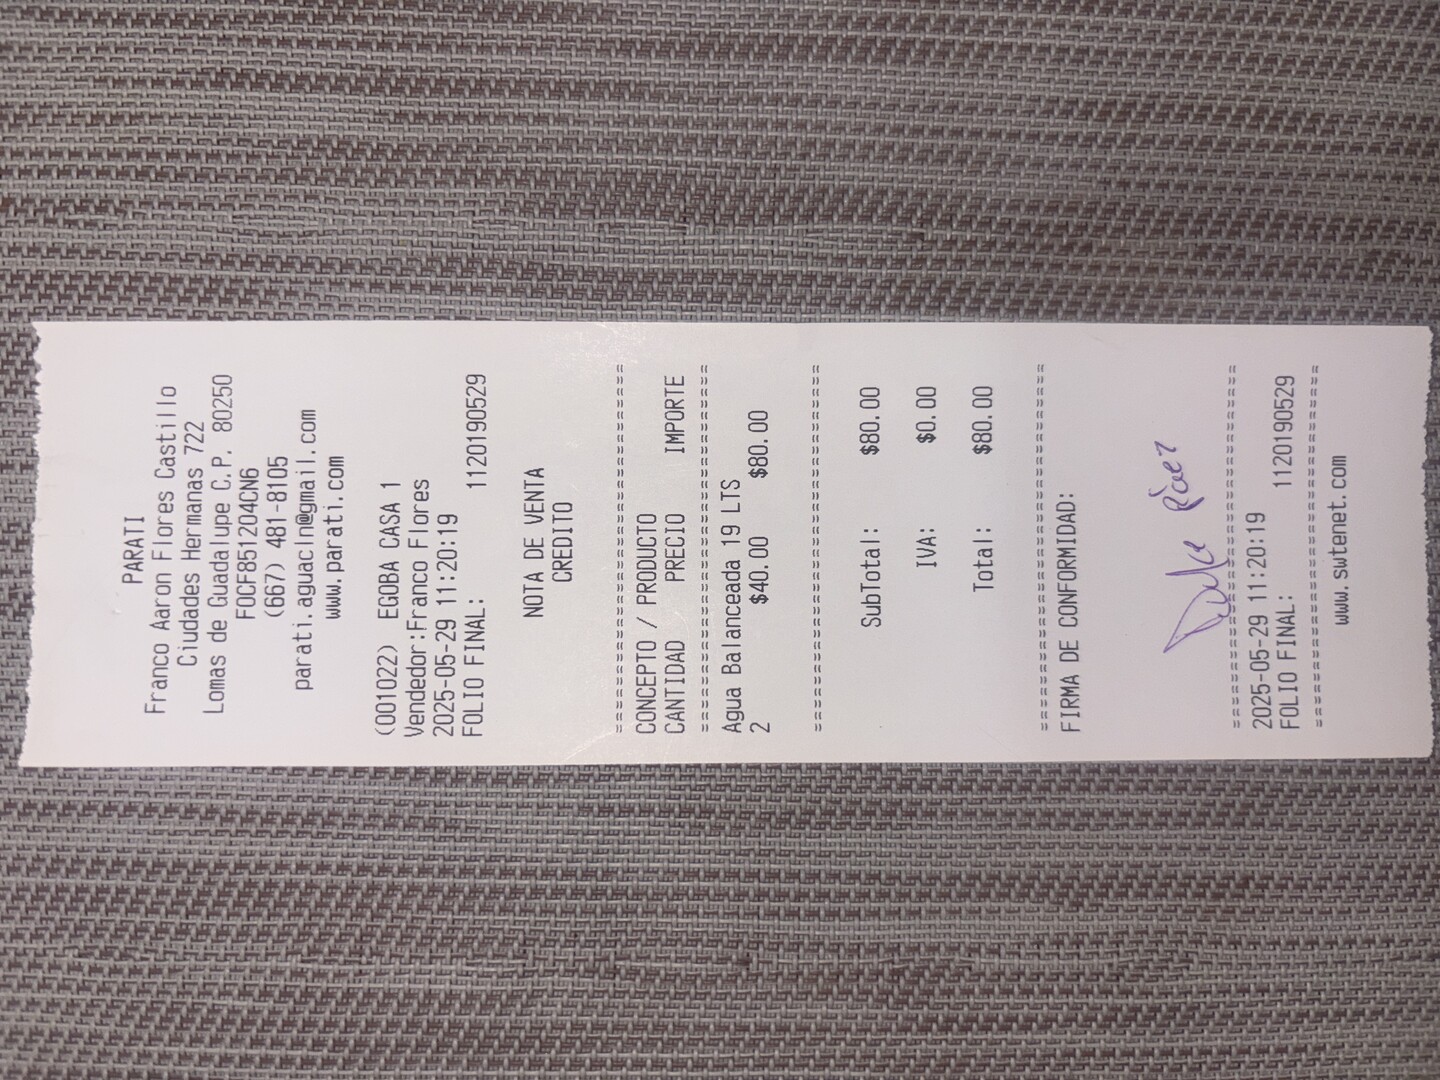 PARATI
Franco Aaron Flores Castillo
Ciudades Hermanas 722
Lomas de Guadalupe C.P. 80250
FOCF851204CN6
(667) 481-8105
parati.aguacln@gmail.com
www.parati.com
(001022) EGOBA CASA 1
Vendedor:Franco Flores
2025-05-29 11:20:19
FOLIO FINAL: 1120190529
NOTA DE VENTA
CREDITO
================================
CONCEPTO / PRODUCTO
CANTIDAD PRECIO IMPORTE
================================
Agua Balanceada 19 LTS
2 $40.00 $80.00
================================
SubTotal: $80.00
IVA: $0.00
Total: $80.00
================================
FIRMA DE CONFORMIDAD:
================================
2025-05-29 11:20:19
FOLIO FINAL: 1120190529
================================
www.swtenet.com